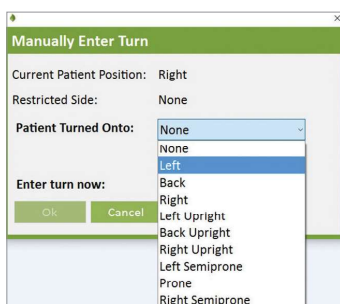 Manually Enter Turn
Current Patient Position: Right
Restricted Side: None
Patient Turned Onto: None
None
Left
Enter turn now: Back
Right
Ok Cancel Left Upright
Back Upright
Right Upright
Left Semiprone
Prone
Right Semiprone